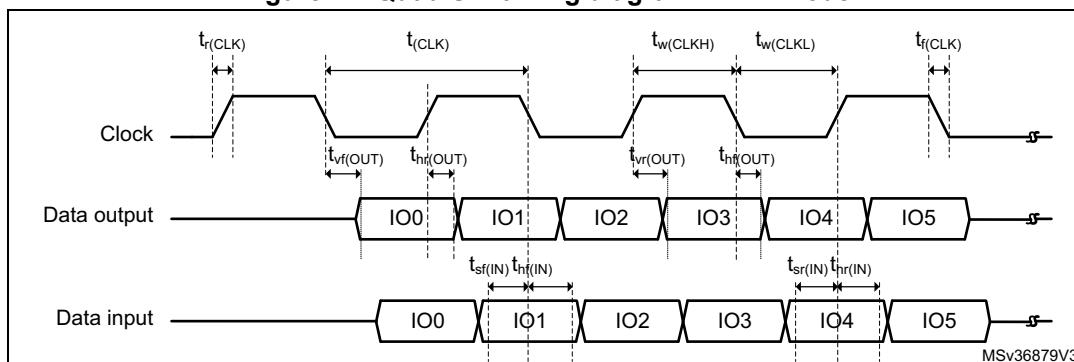 t_r(CLK) t_(CLK) t_w(CLKH) t_w(CLKL) t_f(CLK)
Clock
t_vf(OUT) t_hr(OUT) t_vr(OUT) t_hf(OUT)
Data output IO0 IO1 IO2 IO3 IO4 IO5
t_sf(IN) t_hf(IN) t_sr(IN) t_hr(IN)
Data input IO0 IO1 IO2 IO3 IO4 IO5
MSv36879V3